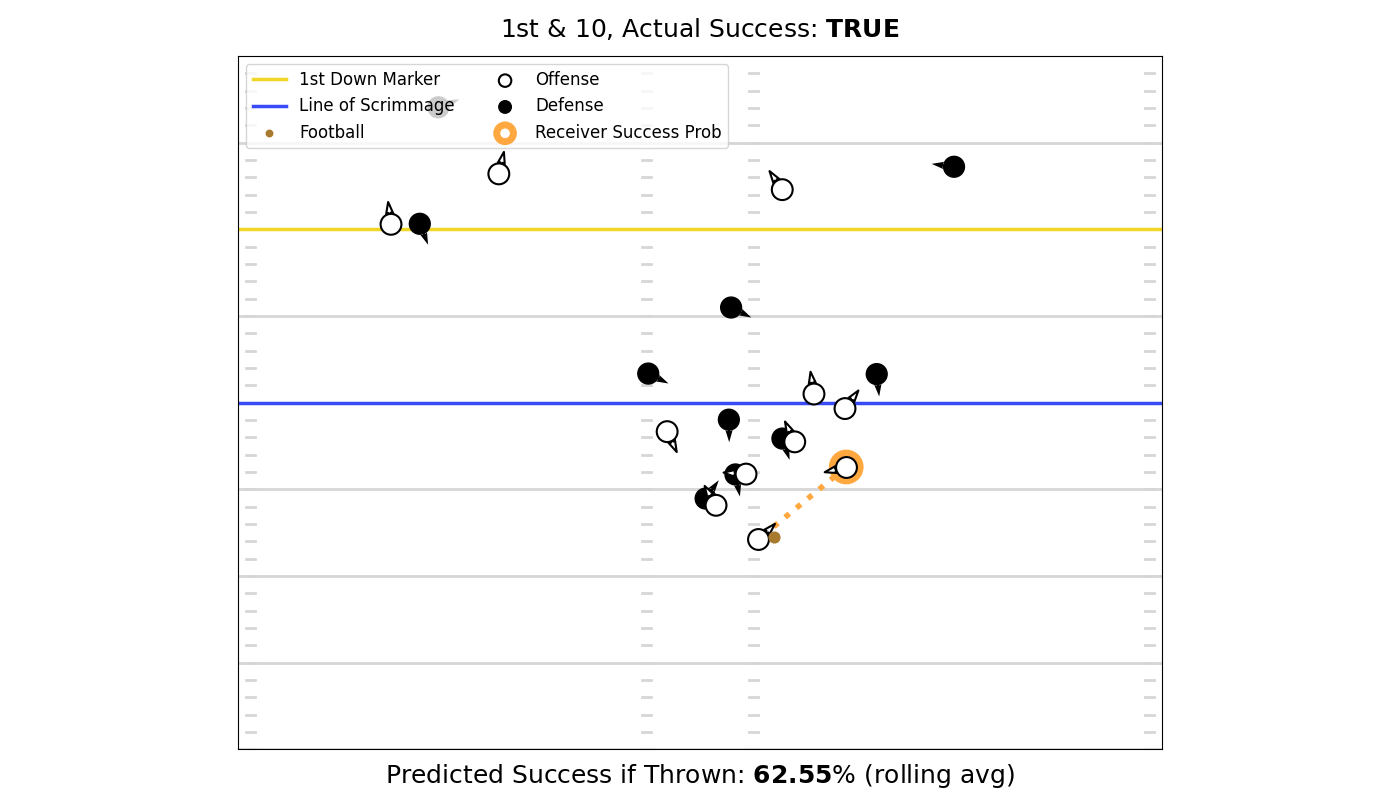 1st & 10, Actual Success: TRUE
1st Down Marker
Line of Scrimmage
Football
Offense
Defense
Receiver Success Prob
Predicted Success if Thrown: 62.55% (rolling avg)